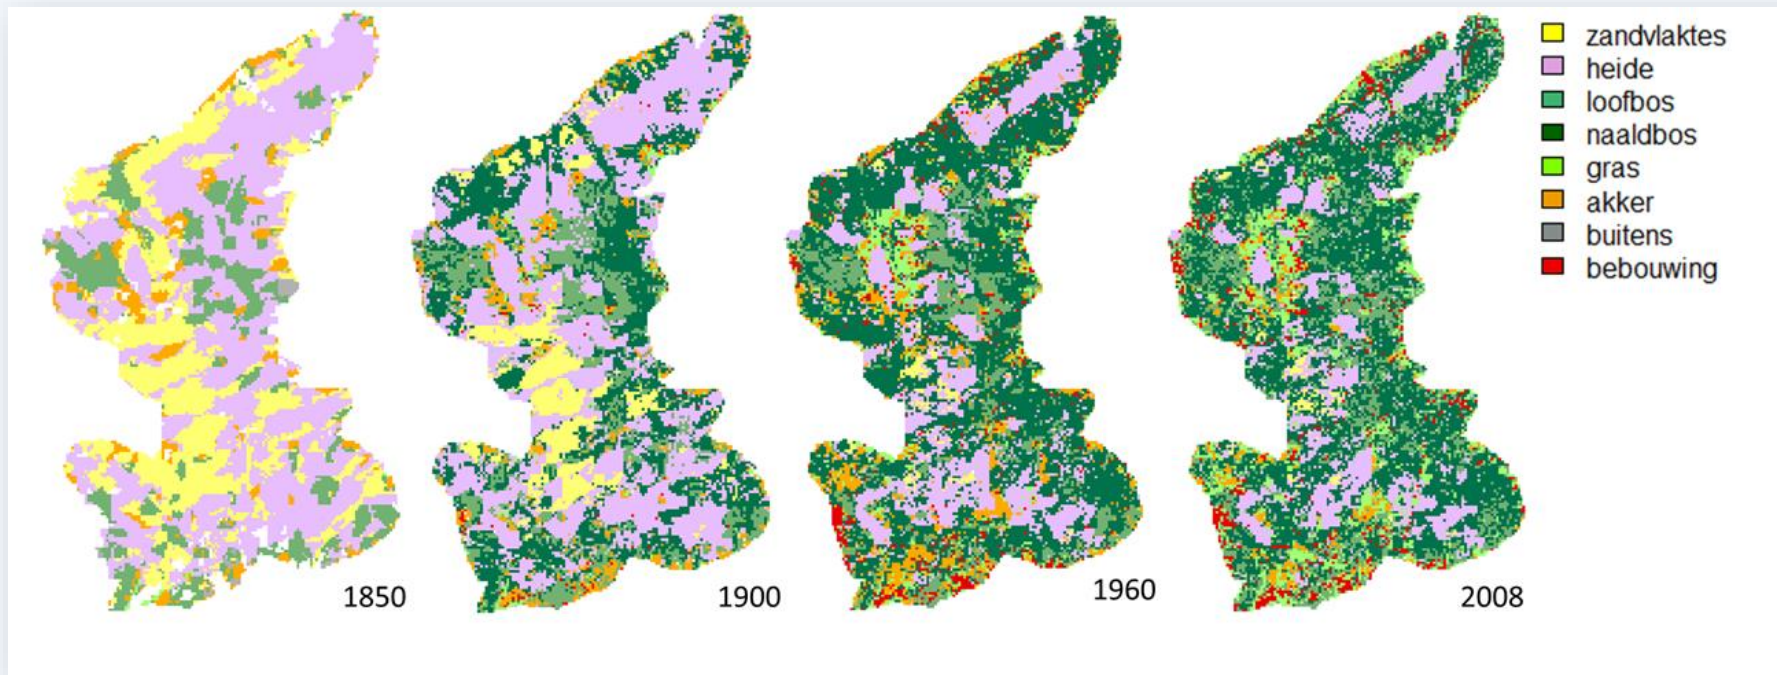 zandvlaktes
heide
loofbos
naaldbos
gras
akker
buitens
bebouwing
1850
1900
1960
2008